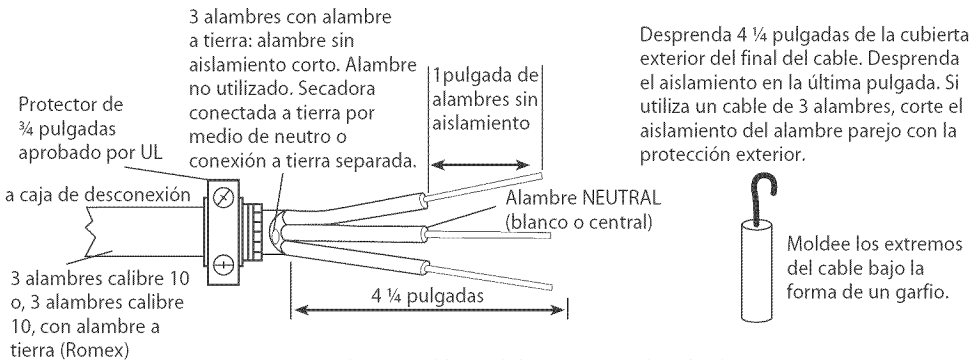 3 alambres con alambre
a tierra: alambre sin
aislamiento corto. Alambre
no utilizado. Secadora
conectada a tierra por
medio de neutro o
conexión a tierra separada.
1pulgada de
alambres sin
aislamiento
Desprenda 4 ¼ pulgadas de la cubierta
exterior del final del cable. Desprenda
el aislamiento en la última pulgada. Si
utiliza un cable de 3 alambres, corte el
aislamiento del alambre parejo con la
protección exterior.
Protector de
¾ pulgadas
aprobado por UL
a caja de desconexión
Alambre NEUTRAL
(blanco o central)
Moldee los extremos
del cable bajo la
forma de un garfio.
3 alambres calibre 10
o, 3 alambres calibre
10, con alambre a
tierra (Romex)
4 ¼ pulgadas